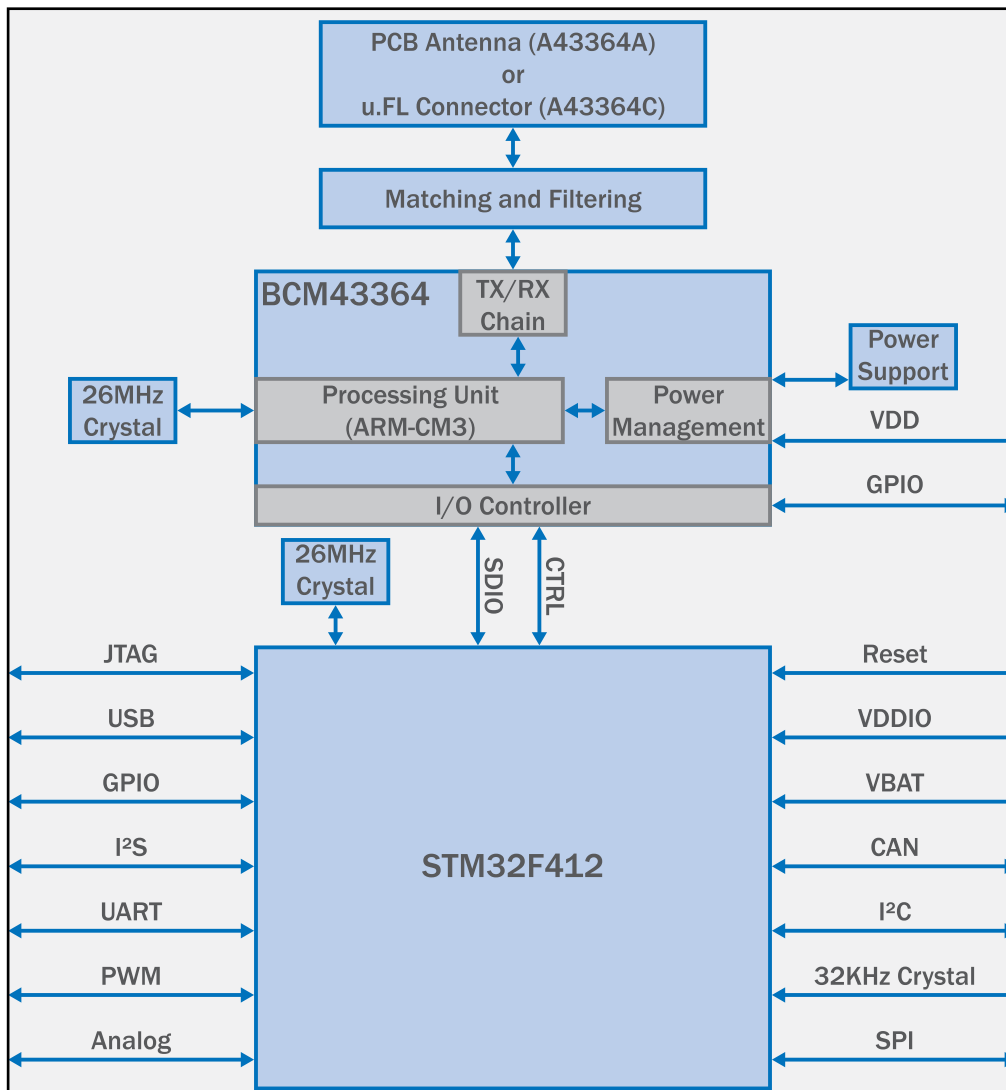 PCB Antenna (A43364A)
or
u.FL Connector (A43364C)
Matching and Filtering
BCM43364
TX/RX
Chain
Power
Support
26MHz
Crystal
Processing Unit
(ARM-CM3)
Power
Management
VDD
GPIO
I/O Controller
26MHz
Crystal
SDIO
CTRL
JTAG
Reset
USB
VDDIO
GPIO
VBAT
I²S
CAN
STM32F412
UART
I²C
PWM
32KHz Crystal
Analog
SPI